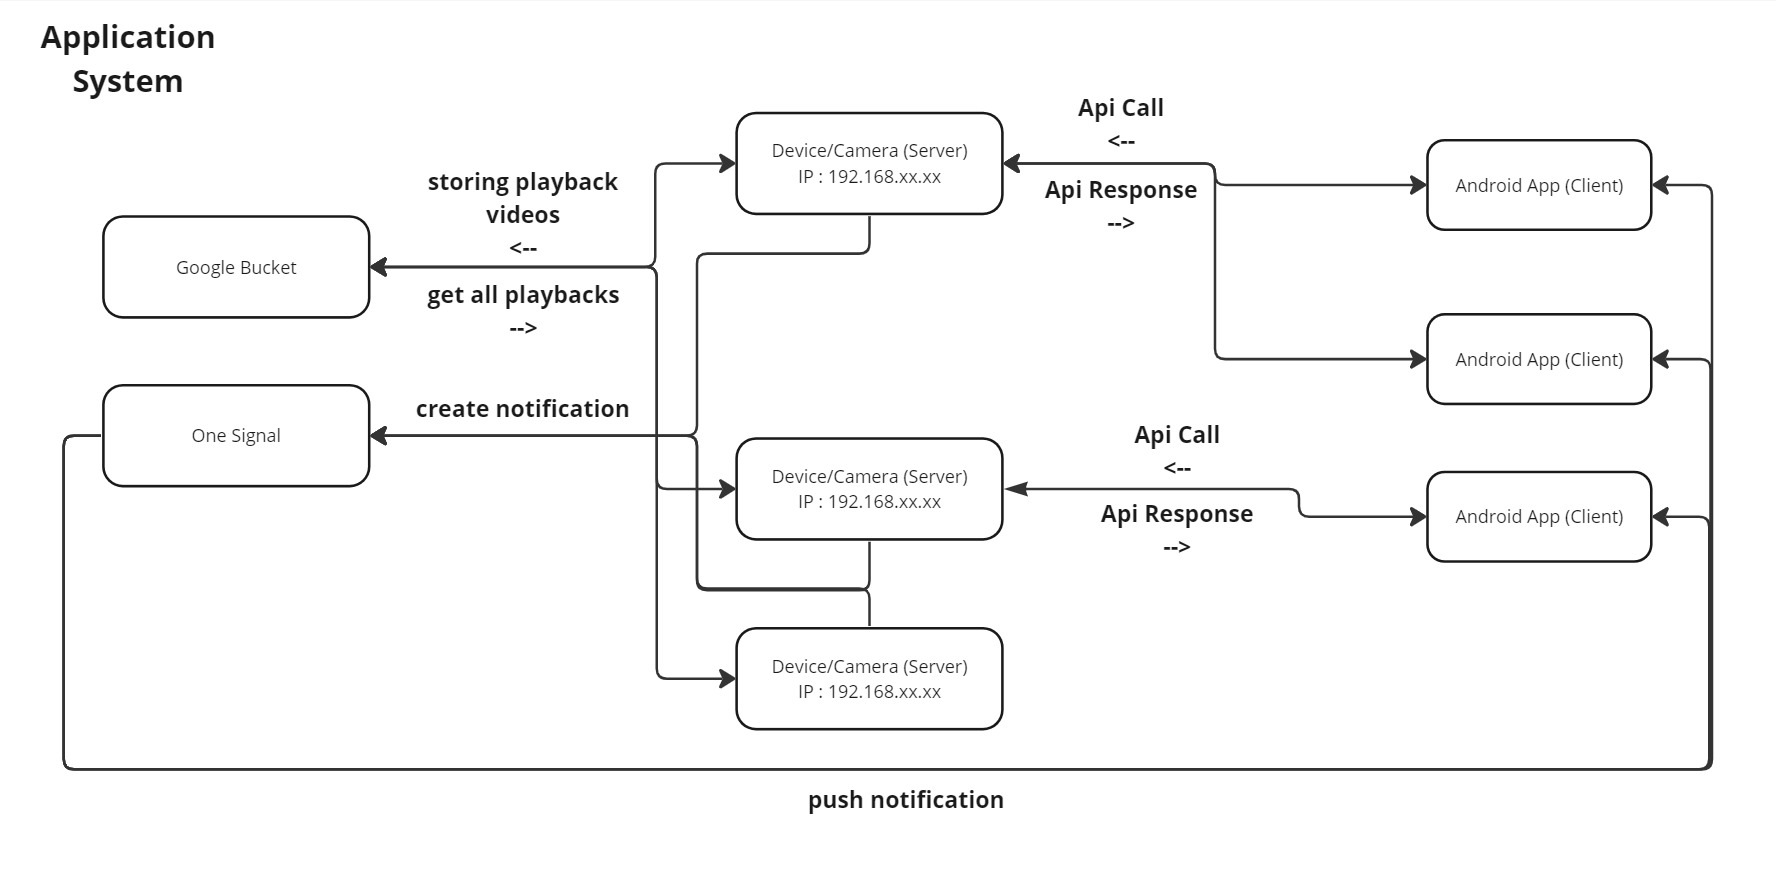 Application
System
Api Call
<--
Api Response
-->
Device/Camera (Server)
IP : 192.168.xx.xx
Android App (Client)
storing playback
videos
<--
get all playbacks
-->
Google Bucket
Android App (Client)
create notification
One Signal
Api Call
<--
Api Response
-->
Device/Camera (Server)
IP : 192.168.xx.xx
Android App (Client)
Device/Camera (Server)
IP : 192.168.xx.xx
push notification